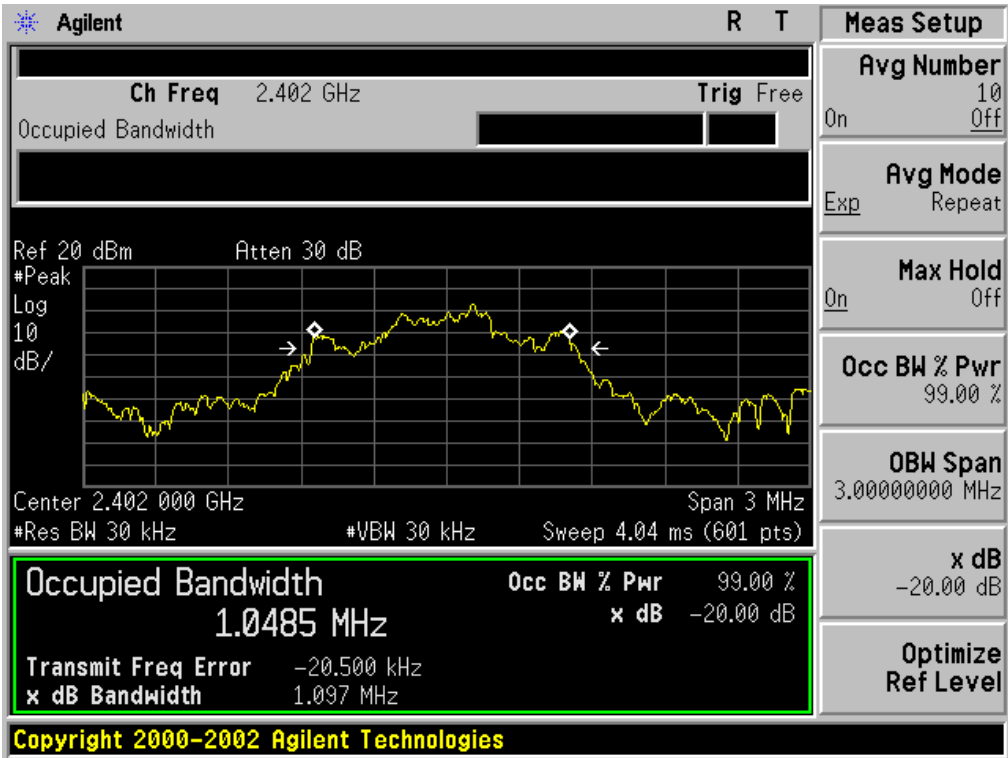 Agilent R T
Ch Freq 2.402 GHz Trig Free
Occupied Bandwidth
Ref 20 dBm Atten 30 dB
#Peak
Log
10
dB/
Center 2.402 000 GHz Span 3 MHz
#Res BW 30 kHz #VBW 30 kHz Sweep 4.04 ms (601 pts)
Occupied Bandwidth Occ BW % Pwr 99.00 %
1.0485 MHz x dB -20.00 dB
Transmit Freq Error -20.500 kHz
x dB Bandwidth 1.097 MHz
Copyright 2000-2002 Agilent Technologies
Meas Setup
Avg Number
10
On Off
Avg Mode
Exp Repeat
Max Hold
On Off
Occ BW % Pwr
99.00 %
OBW Span
3.00000000 MHz
x dB
-20.00 dB
Optimize
Ref Level